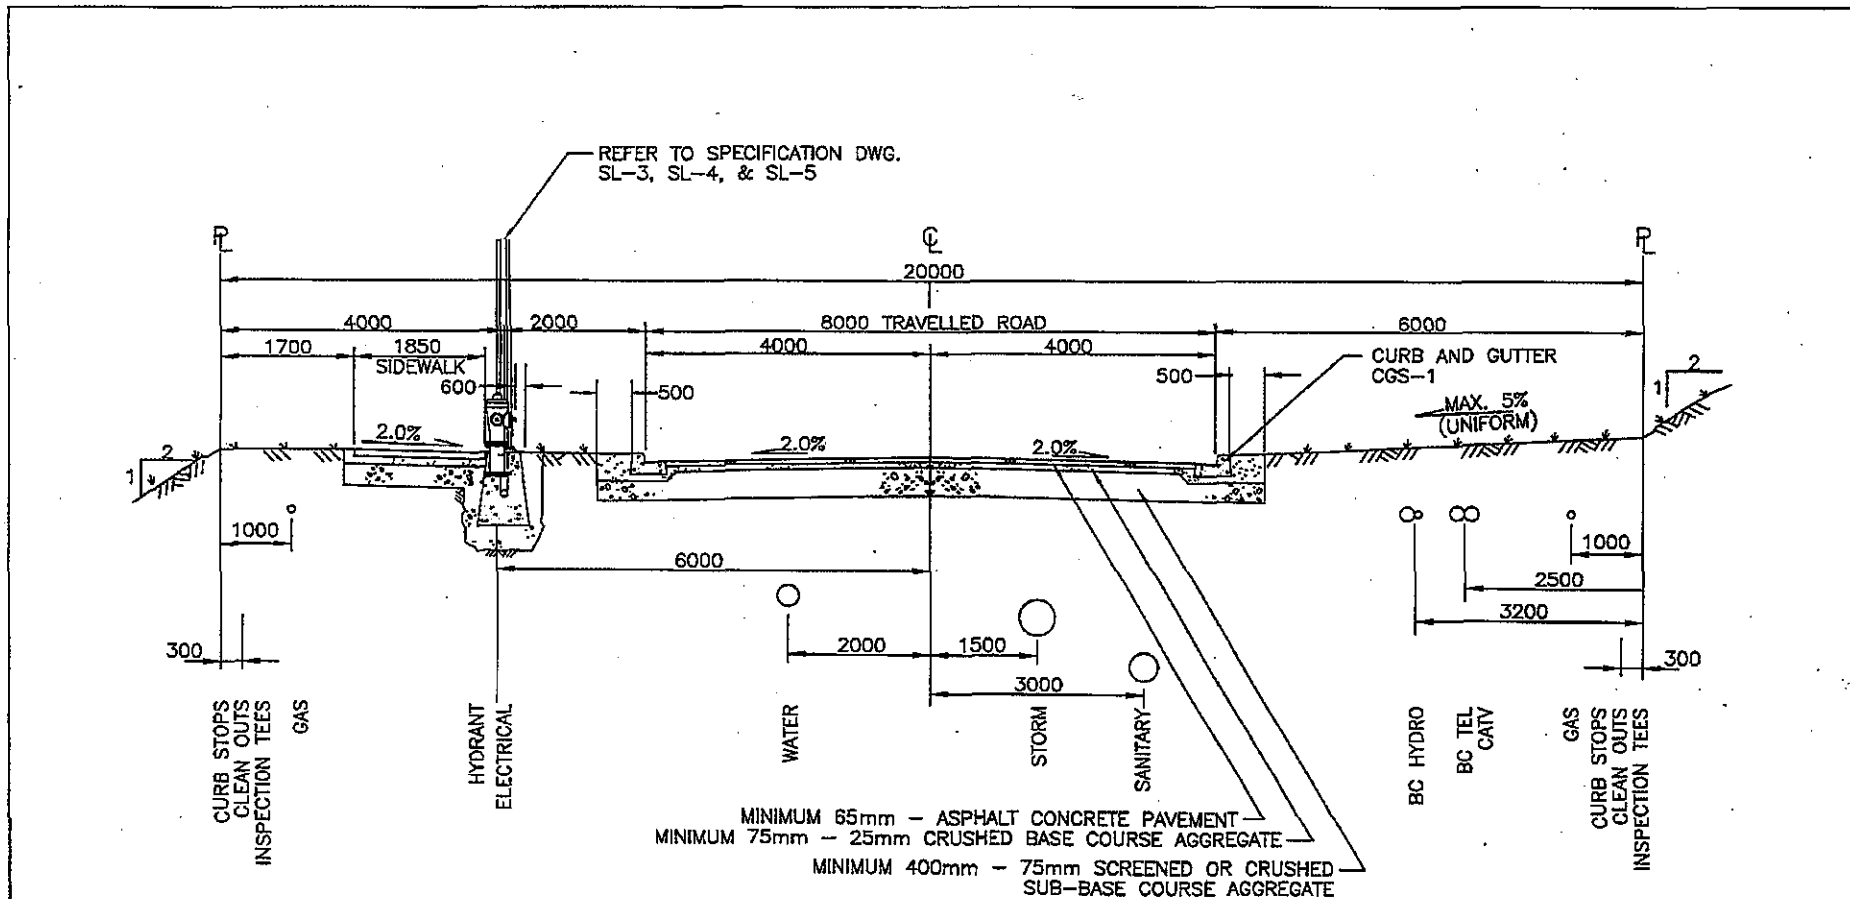 REFER TO SPECIFICATION DWG.
SL-3, SL-4, & SL-5
PL
CL
PL
20000
4000
2000
8000 TRAVELLED ROAD
6000
1700
1850
SIDEWALK
4000
4000
600
500
500
CURB AND GUTTER
CGS-1
2
1
MAX. 5%
(UNIFORM)
2.0%
2.0%
2.0%
2
1
1000
6000
1000
2500
3200
300
2000
1500
3000
300
CURB STOPS
CLEAN OUTS
INSPECTION TEES
GAS
HYDRANT
ELECTRICAL
WATER
STORM
SANITARY
BC HYDRO
BC TEL
CATV
GAS
CURB STOPS
CLEAN OUTS
INSPECTION TEES
MINIMUM 65mm - ASPHALT CONCRETE PAVEMENT
MINIMUM 75mm - 25mm CRUSHED BASE COURSE AGGREGATE
MINIMUM 400mm - 75mm SCREENED OR CRUSHED
SUB-BASE COURSE AGGREGATE